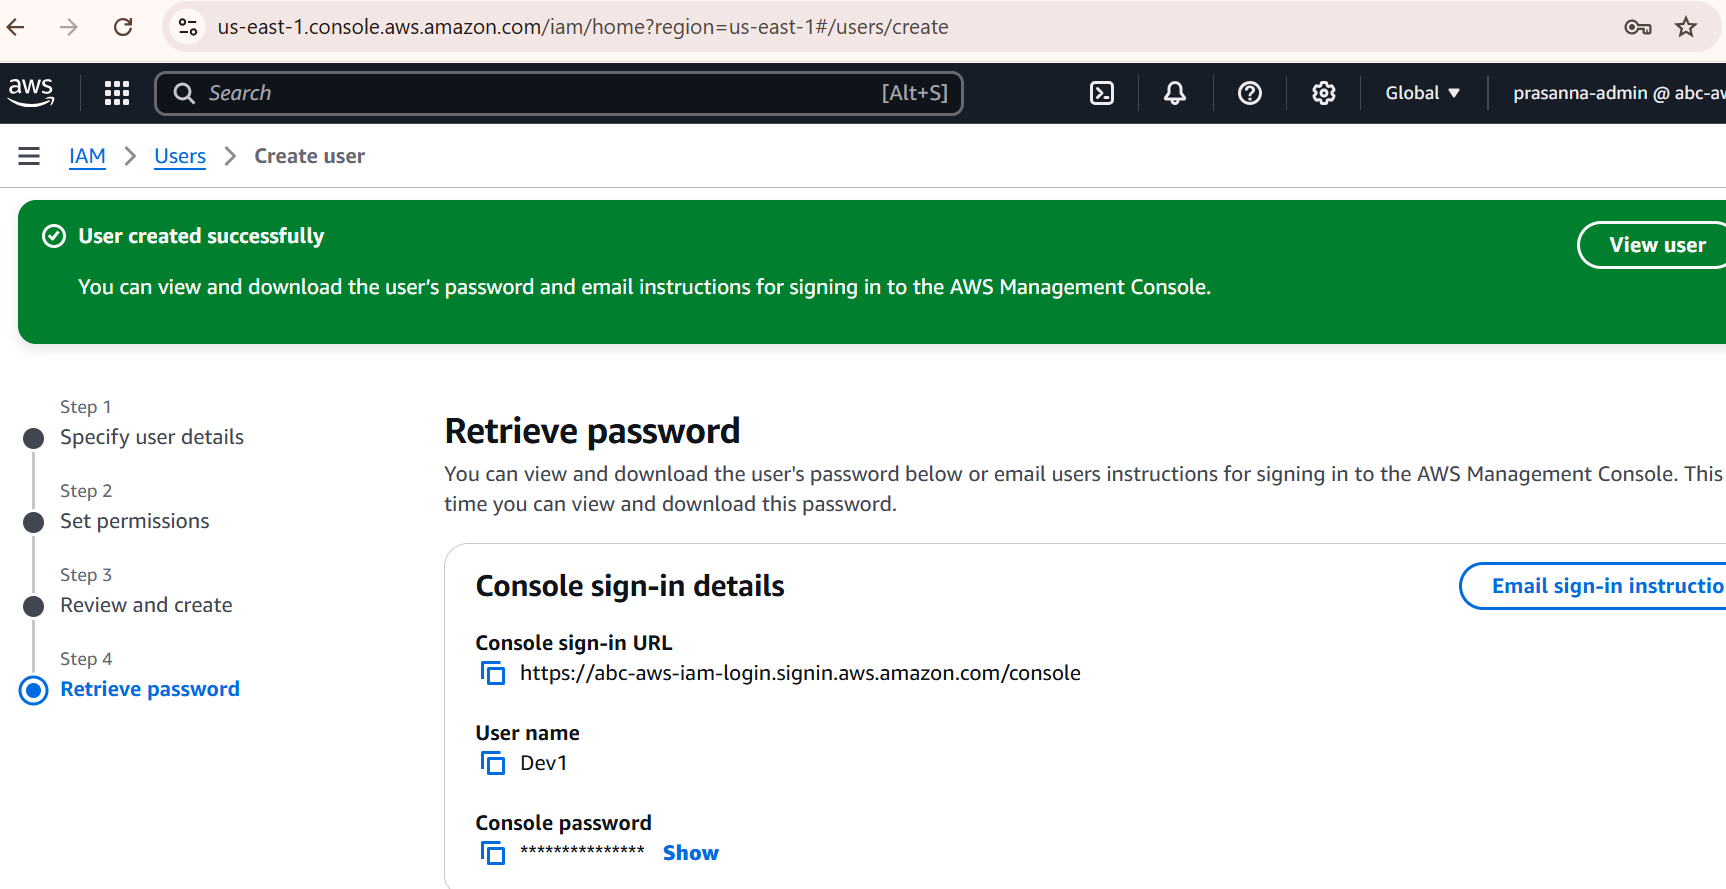 us-east-1.console.aws.amazon.com/iam/home?region=us-east-1#/users/create
aws
Search
[Alt+S]
Global
prasanna-admin @ abc-aw
IAM > Users > Create user
User created successfully
View user
You can view and download the user's password and email instructions for signing in to the AWS Management Console.
Step 1
Specify user details
Step 2
Set permissions
Step 3
Review and create
Step 4
Retrieve password
Retrieve password
You can view and download the user's password below or email users instructions for signing in to the AWS Management Console. This
time you can view and download this password.
Console sign-in details
Email sign-in instructio
Console sign-in URL
https://abc-aws-iam-login.signin.aws.amazon.com/console
User name
Dev1
Console password
*************** Show